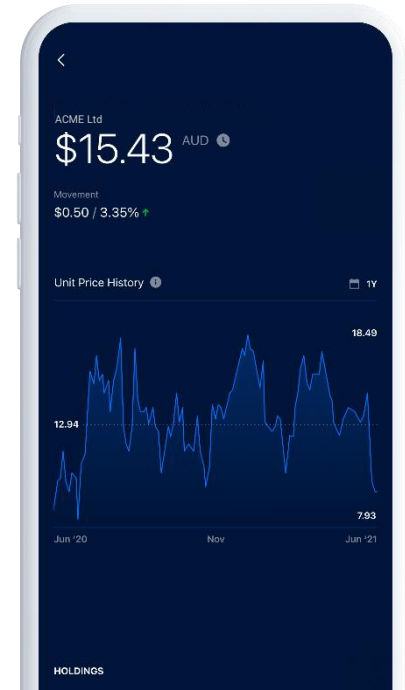 ACME Ltd
$15.43 AUD
Movement
$0.50 / 3.35%
Unit Price History 1Y
18.49
12.94
7.93
Jun '20 Nov Jun '21
HOLDINGS